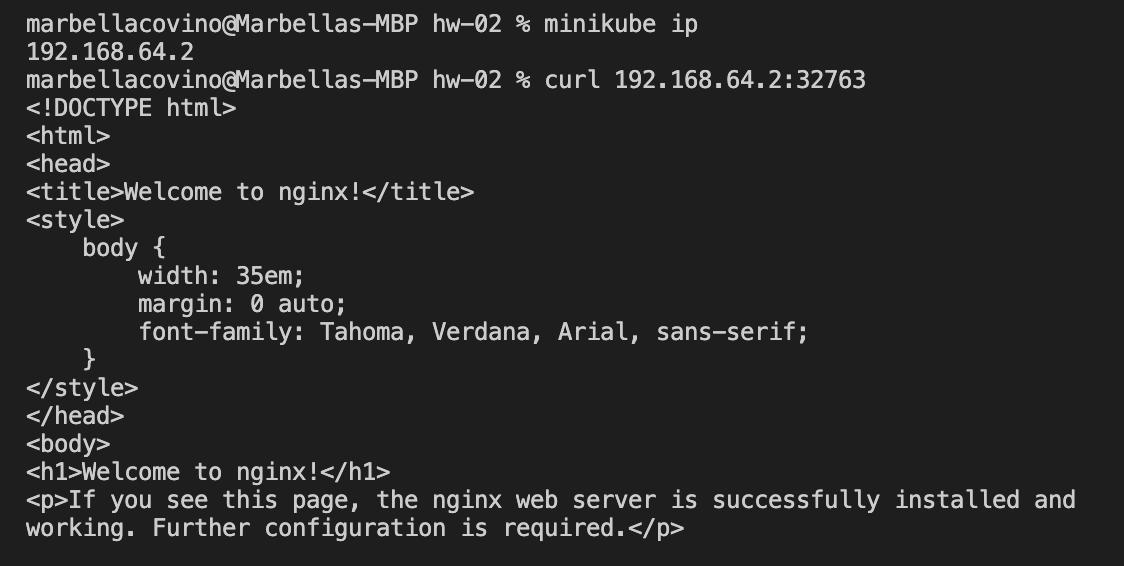 marbellacovino@Marbellas-MBP hw-02 % minikube ip
192.168.64.2
marbellacovino@Marbellas-MBP hw-02 % curl 192.168.64.2:32763
<!DOCTYPE html>
<html>
<head>
<title>Welcome to nginx!</title>
<style>
    body {
        width: 35em;
        margin: 0 auto;
        font-family: Tahoma, Verdana, Arial, sans-serif;
    }
</style>
</head>
<body>
<h1>Welcome to nginx!</h1>
<p>If you see this page, the nginx web server is successfully installed and
working. Further configuration is required.</p>